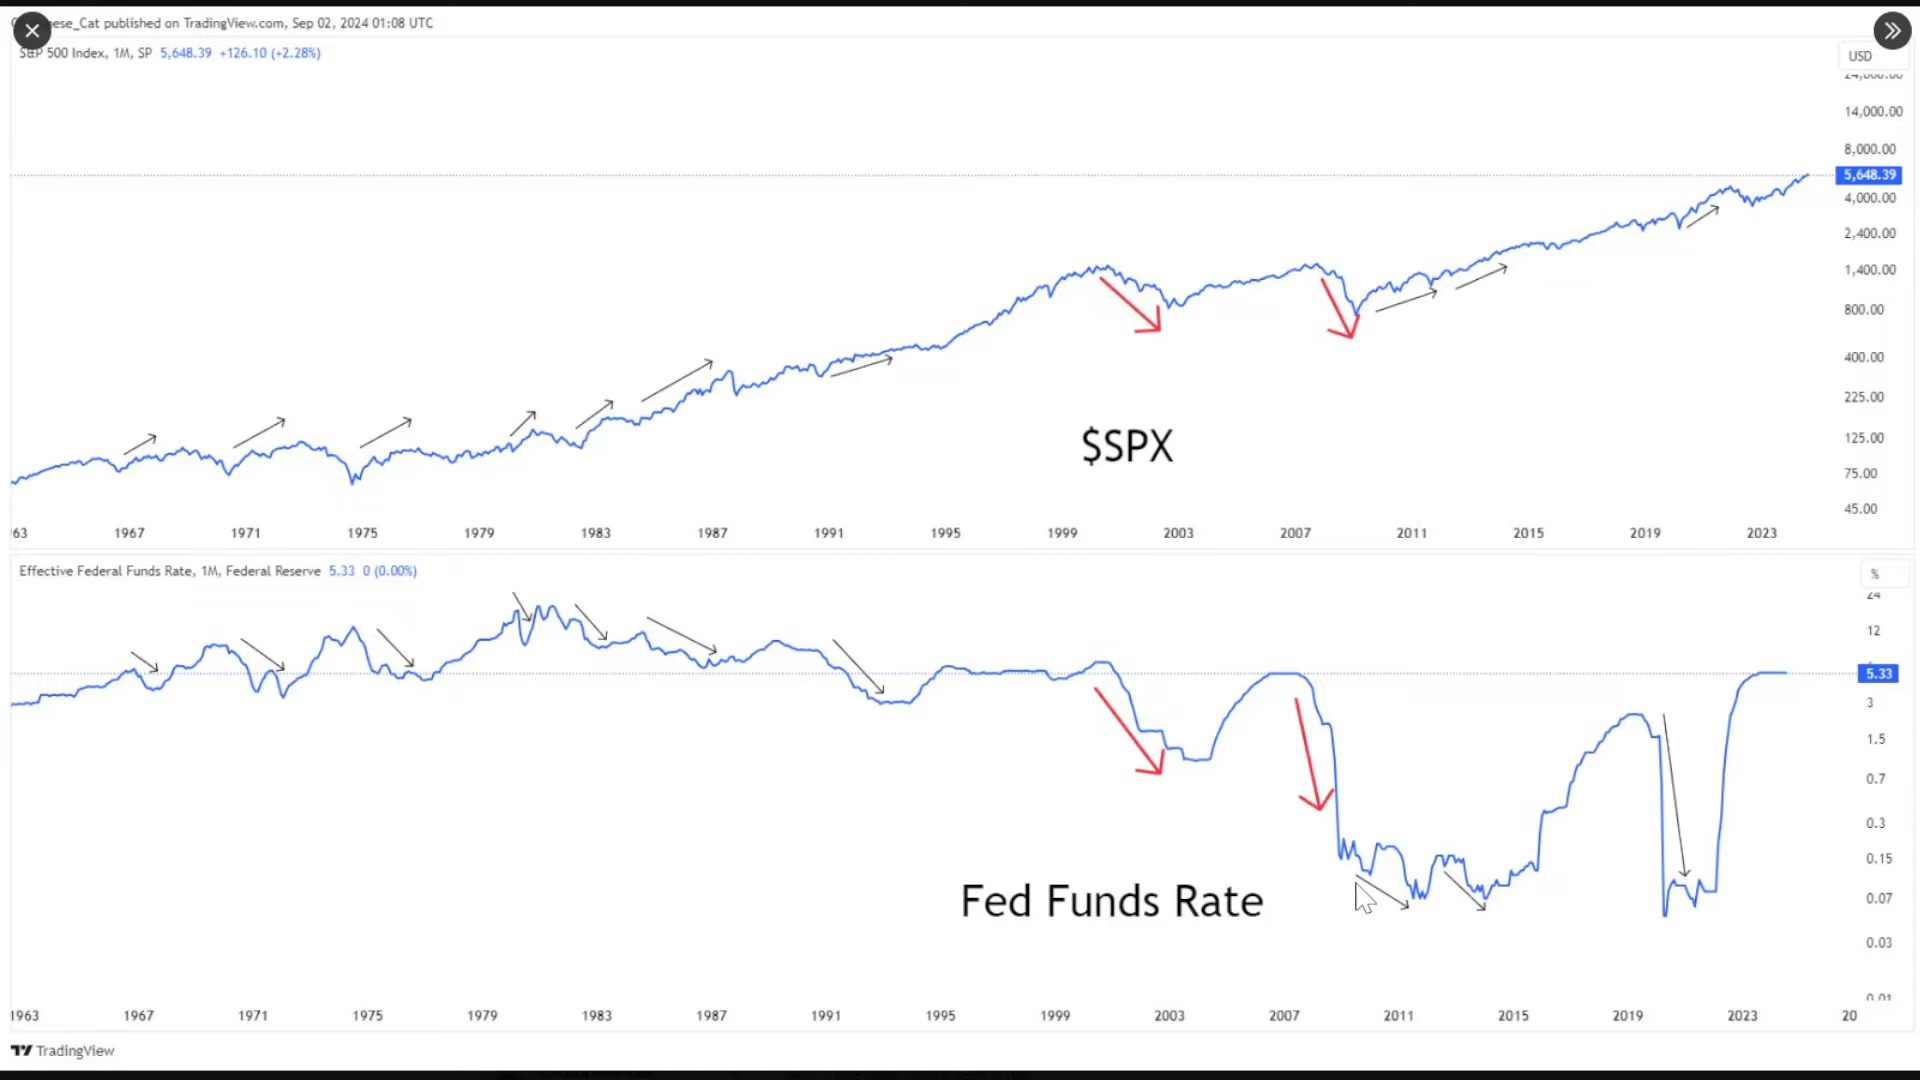 published on TradingView.com, Sep 02, 2024 01:08 UTC
S&P 500 Index, 1M, SP 5,648.39 +126.10 (+2.28%)
USD
24,000.00
14,000.00
8,000.00
5,648.39
4,000.00
2,400.00
1,400.00
800.00
400.00
225.00
125.00
75.00
45.00
$SPX
63 1967 1971 1975 1979 1983 1987 1991 1995 1999 2003 2007 2011 2015 2019 2023
Effective Federal Funds Rate, 1M, Federal Reserve 5.33 0 (0.00%)
%
24
12
5.33
3
1.5
0.7
0.3
0.15
0.07
0.03
0.01
Fed Funds Rate
1963 1967 1971 1975 1979 1983 1987 1991 1995 1999 2003 2007 2011 2015 2019 2023 20
TradingView